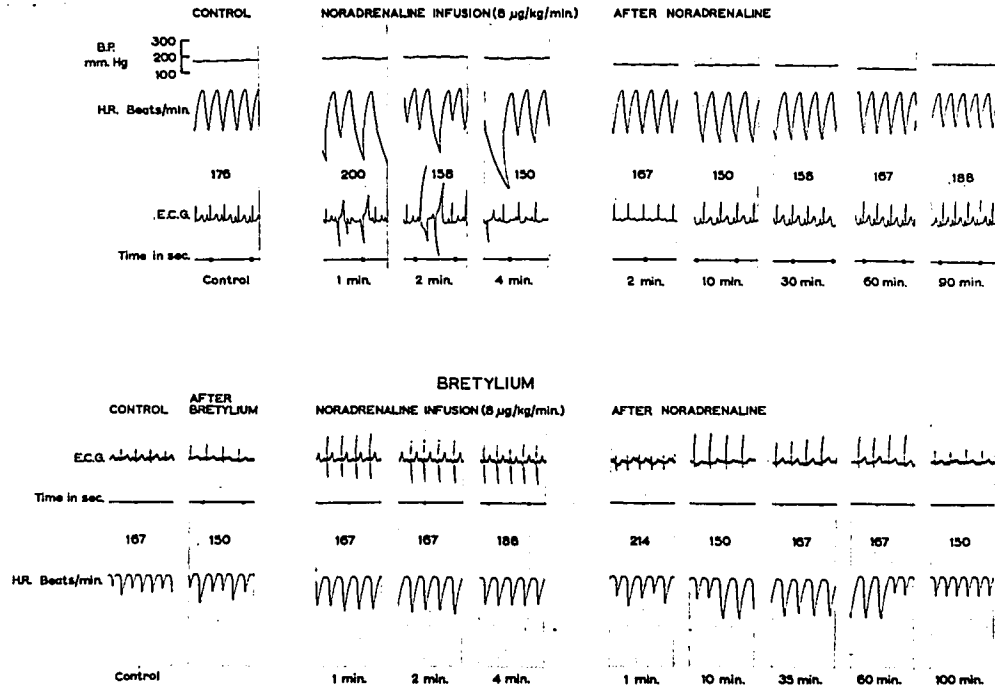 CONTROL NORADRENALINE INFUSION (8 µg/kg/min.) AFTER NORADRENALINE
B.P. mm. Hg 300 200 100
H.R. Beats/min.
176 200 158 150 167 150 158 167 188
E.C.G.
Time in sec.
Control 1 min. 2 min. 4 min. 2 min. 10 min. 30 min. 60 min. 90 min.
BRETYLIUM
CONTROL AFTER BRETYLIUM NORADRENALINE INFUSION (8 µg/kg/min.) AFTER NORADRENALINE
E.C.G.
Time in sec.
167 150 167 167 188 214 150 167 167 150
H.R. Beats/min.
Control 1 min. 2 min. 4 min. 1 min. 10 min. 35 min. 60 min. 100 min.